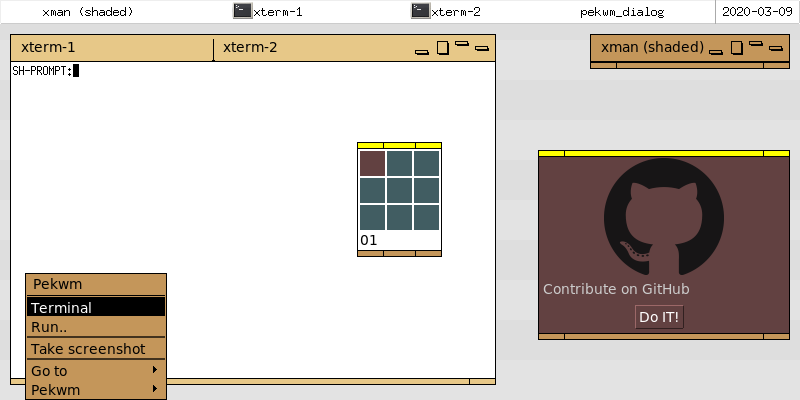 xman (shaded) xterm-1 xterm-2 pekwm_dialog 2020-03-09
xterm-1 xterm-2
xman (shaded)
SH-PROMPT:
01
Pekwm
Terminal
Run..
Take screenshot
Go to
Pekwm
Contribute on GitHub
Do IT!